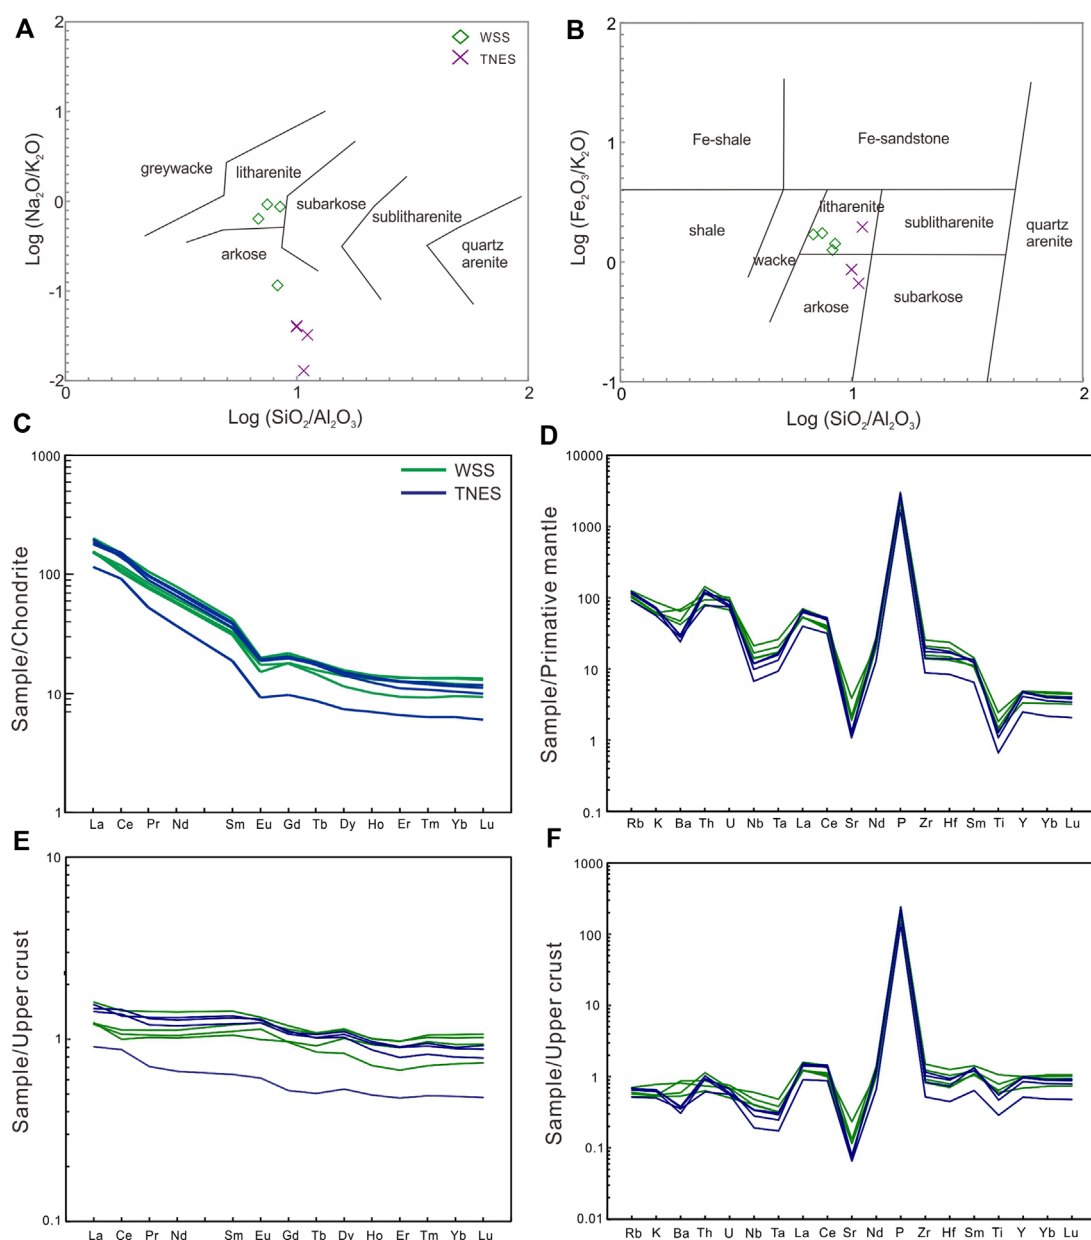 A
2
1
0
-1
-2
0
1
2
Log (Na2O/K2O)
Log (SiO2/Al2O3)
WSS
TNES
greywacke
litharenite
subarkose
sublitharenite
arkose
quartz
arenite
B
2
1
0
-1
0
1
2
Log (Fe2O3/K2O)
Log (SiO2/Al2O3)
Fe-shale
Fe-sandstone
litharenite
shale
sublitharenite
quartz
arenite
wacke
arkose
subarkose
C
1000
100
10
1
Sample/Chondrite
WSS
TNES
La Ce Pr Nd Sm Eu Gd Tb Dy Ho Er Tm Yb Lu
D
10000
1000
100
10
1
0.1
Sample/Primative mantle
Rb K Ba Th U Nb Ta La Ce Sr Nd P Zr Hf Sm Ti Y Yb Lu
E
10
1
0.1
Sample/Upper crust
La Ce Pr Nd Sm Eu Gd Tb Dy Ho Er Tm Yb Lu
F
1000
100
10
1
0.1
0.01
Sample/Upper crust
Rb K Ba Th U Nb Ta La Ce Sr Nd P Zr Hf Sm Ti Y Yb Lu